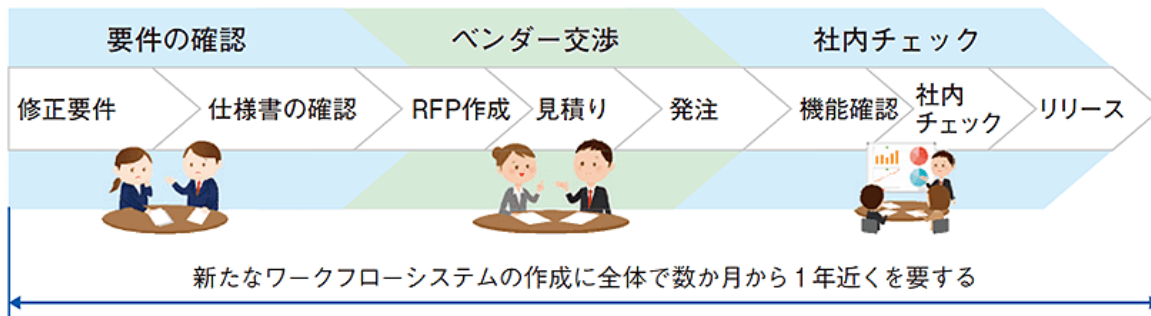 要件の確認
ベンダー交渉
社内チェック
修正要件
仕様書の確認
RFP作成
見積り
発注
機能確認
社内
チェック
リリース
新たなワークフローシステムの作成に全体で数か月から1年近くを要する